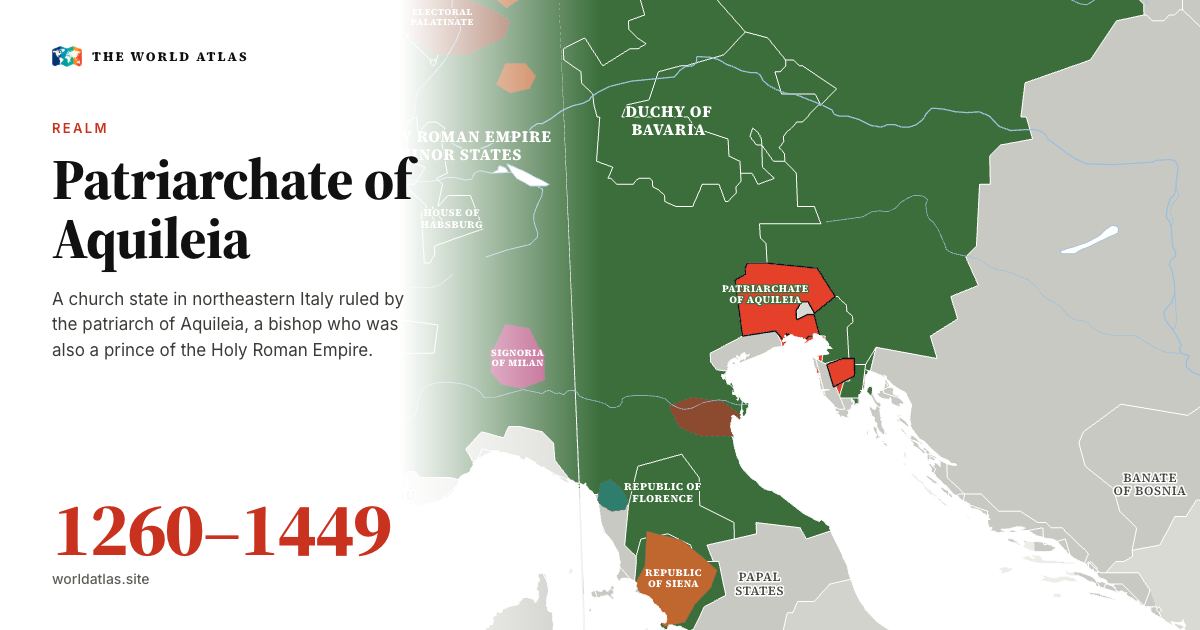 THE WORLD ATLAS
REALM
Patriarchate of
Aquileia
A church state in northeastern Italy ruled by
the patriarch of Aquileia, a bishop who was
also a prince of the Holy Roman Empire.
1260–1449
worldatlas.site
ELECTORAL
PALATINATE
ROMAN EMPIRE
STATES
HOUSE OF
HABSBURG
SIGNORIA
OF MILAN
DUCHY OF
BAVARIA
PATRIARCHATE
OF AQUILEIA
REPUBLIC OF
FLORENCE
REPUBLIC
OF SIENA
PAPAL
STATES
BANATE
OF BOSNIA